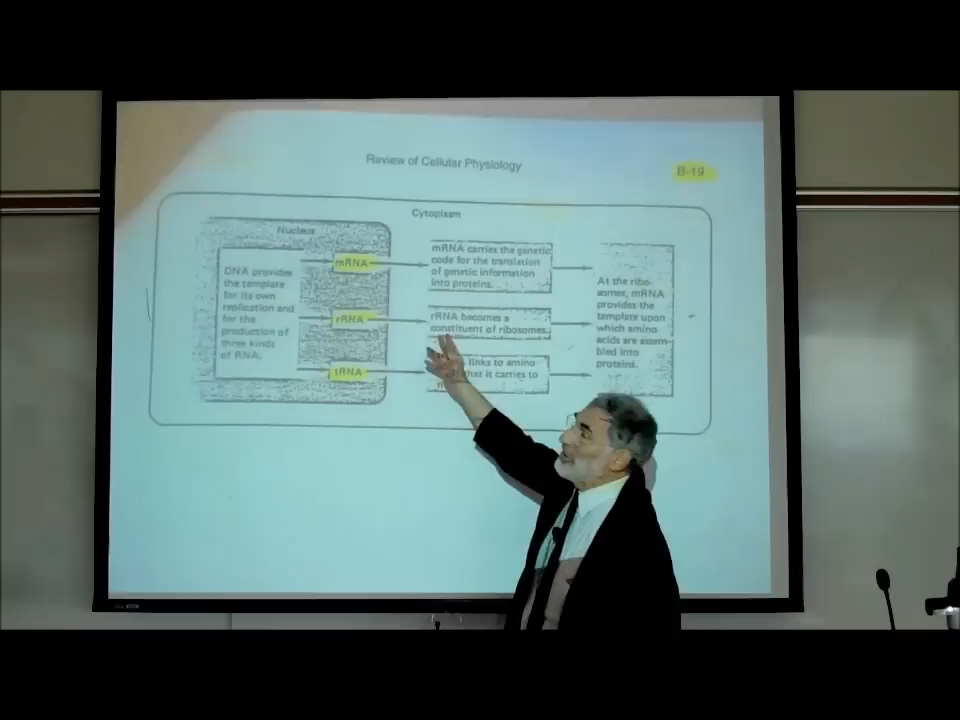 Review of Cellular Physiology
B-19
Cytoplasm
Nucleus
DNA provides
the template
for its own
replication and
for the
production of
three kinds
of RNA.
mRNA
rRNA
tRNA
mRNA carries the genetic
code for the translation
of genetic information
into proteins.
rRNA becomes a
constituent of ribosomes.
links to amino
that it carries to
At the ribo-
somes, mRNA
provides the
template upon
which amino
acids are assem-
bled into
proteins.